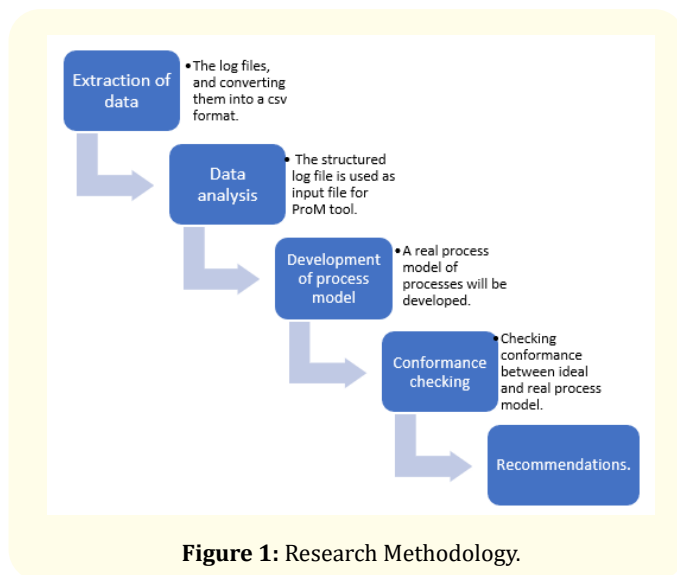 Extraction of
data
•The log files,
and converting
them into a csv
format.
Data
analysis
• The structured
log file is used as
input file for
ProM tool.
Development
of process
model
•A real process
model of
processes will be
developed.
Conformance
checking
•Checking
conformance
between ideal
and real process
model.
Recommendations.
Figure 1: Research Methodology.